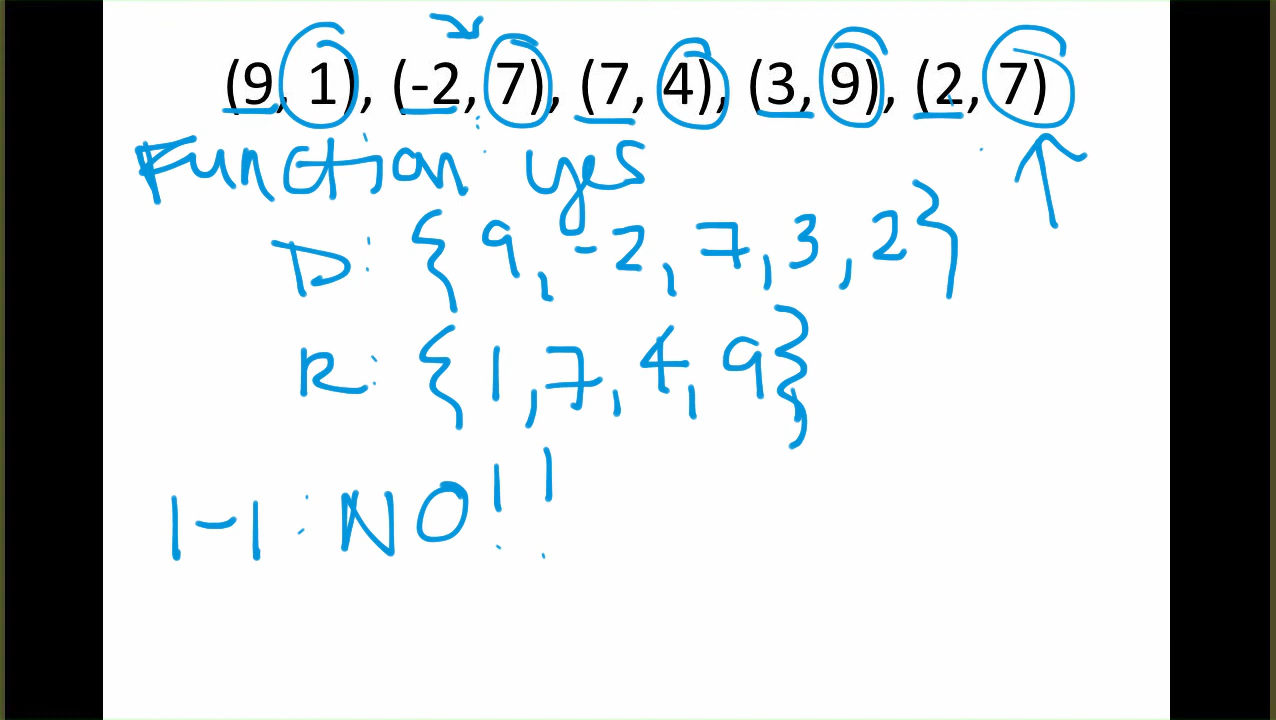 (9, 1), (-2, 7), (7, 4), (3, 9), (2, 7)
Function: yes
D: {9, -2, 7, 3, 2}
R: {1, 7, 4, 9}
1-1: NO!!